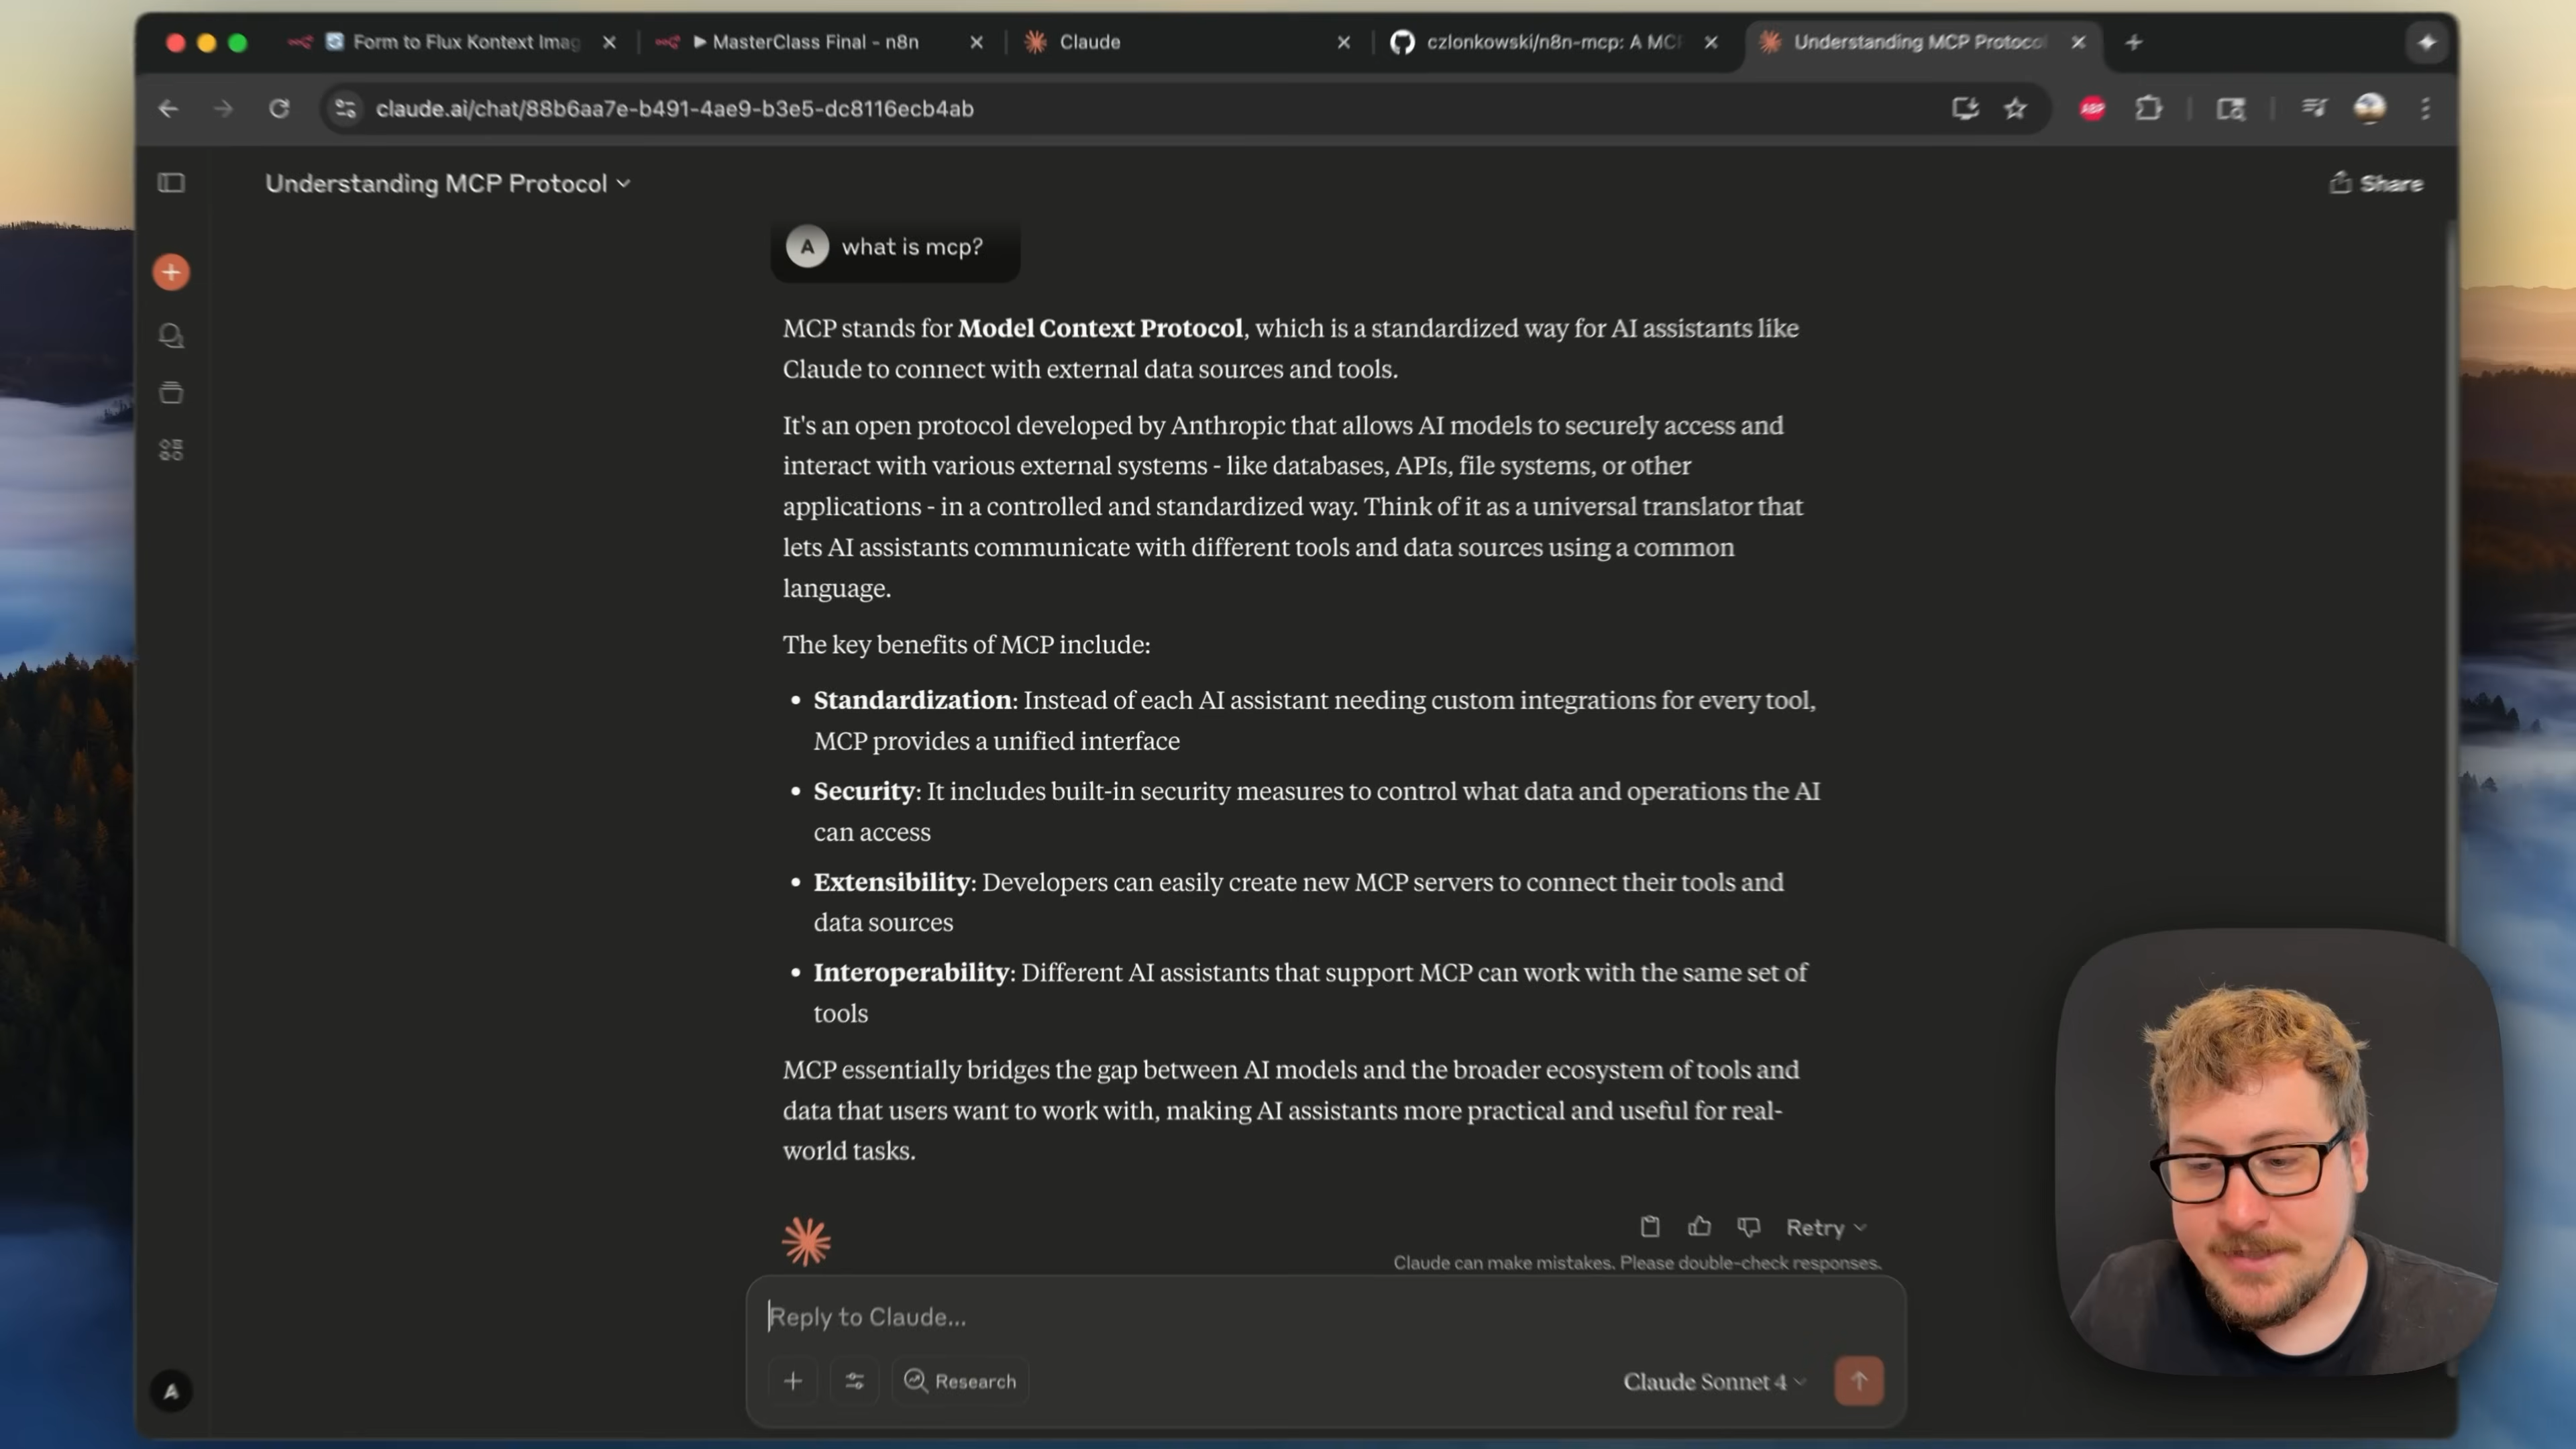 Form to Flux Kontext Imag
MasterClass Final - n8n
Claude
czlonkowski/n8n-mcp: A MC
Understanding MCP Protocol
claude.ai/chat/88b6aa7e-b491-4ae9-b3e5-dc8116ecb4ab
ABP
Understanding MCP Protocol
Share
A
what is mcp?
MCP stands for Model Context Protocol, which is a standardized way for AI assistants like
Claude to connect with external data sources and tools.
It's an open protocol developed by Anthropic that allows AI models to securely access and
interact with various external systems - like databases, APIs, file systems, or other
applications - in a controlled and standardized way. Think of it as a universal translator that
lets AI assistants communicate with different tools and data sources using a common
language.
The key benefits of MCP include:
• Standardization: Instead of each AI assistant needing custom integrations for every tool,
MCP provides a unified interface
• Security: It includes built-in security measures to control what data and operations the AI
can access
• Extensibility: Developers can easily create new MCP servers to connect their tools and
data sources
• Interoperability: Different AI assistants that support MCP can work with the same set of
tools
MCP essentially bridges the gap between AI models and the broader ecosystem of tools and
data that users want to work with, making AI assistants more practical and useful for real-
world tasks.
Retry
Claude can make mistakes. Please double-check responses.
Reply to Claude...
Research
Claude Sonnet 4
A